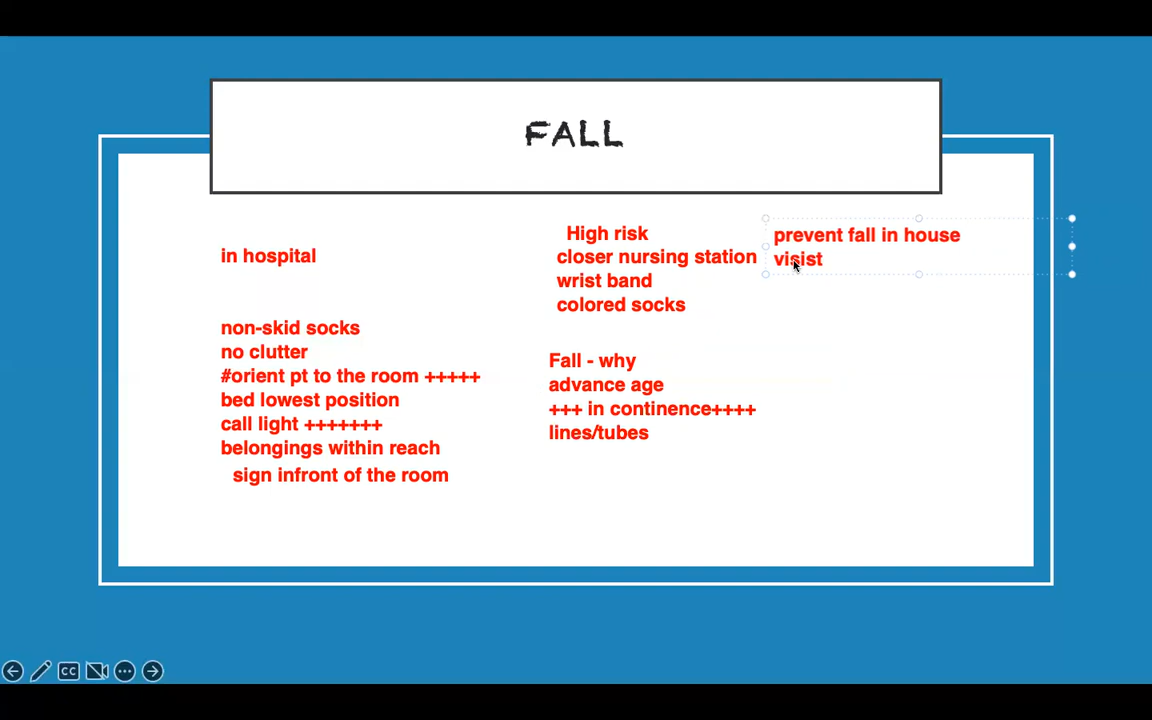 FALL
in hospital
non-skid socks
no clutter
#orient pt to the room +++++
bed lowest position
call light +++++++
belongings within reach
sign infront of the room
High risk
closer nursing station
wrist band
colored socks
Fall - why
advance age
+++ in continence++++
lines/tubes
prevent fall in house
visist
CC